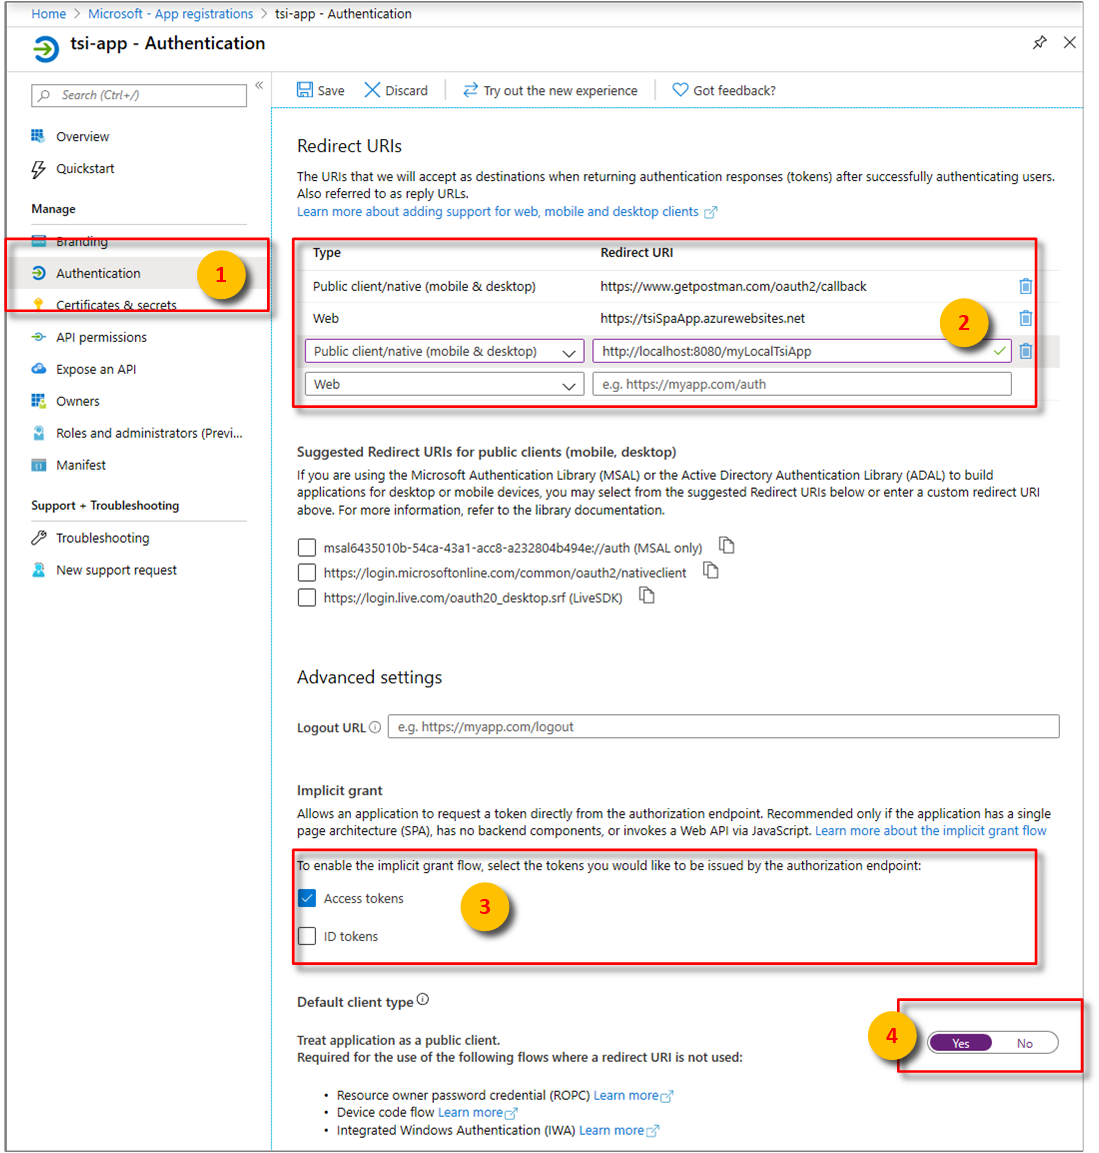 Home > Microsoft - App registrations > tsi-app - Authentication
tsi-app - Authentication
Search (Ctrl+/)
«
Save Discard Try out the new experience Got feedback?
Overview
Quickstart
Manage
Branding
Authentication
1
Certificates & secrets
API permissions
Expose an API
Owners
Roles and administrators (Previ...
Manifest
Support + Troubleshooting
Troubleshooting
New support request
Redirect URIs
The URIs that we will accept as destinations when returning authentication responses (tokens) after successfully authenticating users.
Also referred to as reply URLs.
Learn more about adding support for web, mobile and desktop clients
Type Redirect URI
Public client/native (mobile & desktop) https://www.getpostman.com/oauth2/callback
Web https://tsiSpaApp.azurewebsites.net
2
Public client/native (mobile & desktop) http://localhost:8080/myLocalTsiApp
Web e.g. https://myapp.com/auth
Suggested Redirect URIs for public clients (mobile, desktop)
If you are using the Microsoft Authentication Library (MSAL) or the Active Directory Authentication Library (ADAL) to build
applications for desktop or mobile devices, you may select from the suggested Redirect URIs below or enter a custom redirect URI
above. For more information, refer to the library documentation.
msal6435010b-54ca-43a1-acc8-a232804b494e://auth (MSAL only)
https://login.microsoftonline.com/common/oauth2/nativeclient
https://login.live.com/oauth20_desktop.srf (LiveSDK)
Advanced settings
Logout URL e.g. https://myapp.com/logout
Implicit grant
Allows an application to request a token directly from the authorization endpoint. Recommended only if the application has a single
page architecture (SPA), has no backend components, or invokes a Web API via JavaScript. Learn more about the implicit grant flow
To enable the implicit grant flow, select the tokens you would like to be issued by the authorization endpoint:
Access tokens
3
ID tokens
Default client type
4
Yes No
Treat application as a public client.
Required for the use of the following flows where a redirect URI is not used:
• Resource owner password credential (ROPC) Learn more
• Device code flow Learn more
• Integrated Windows Authentication (IWA) Learn more